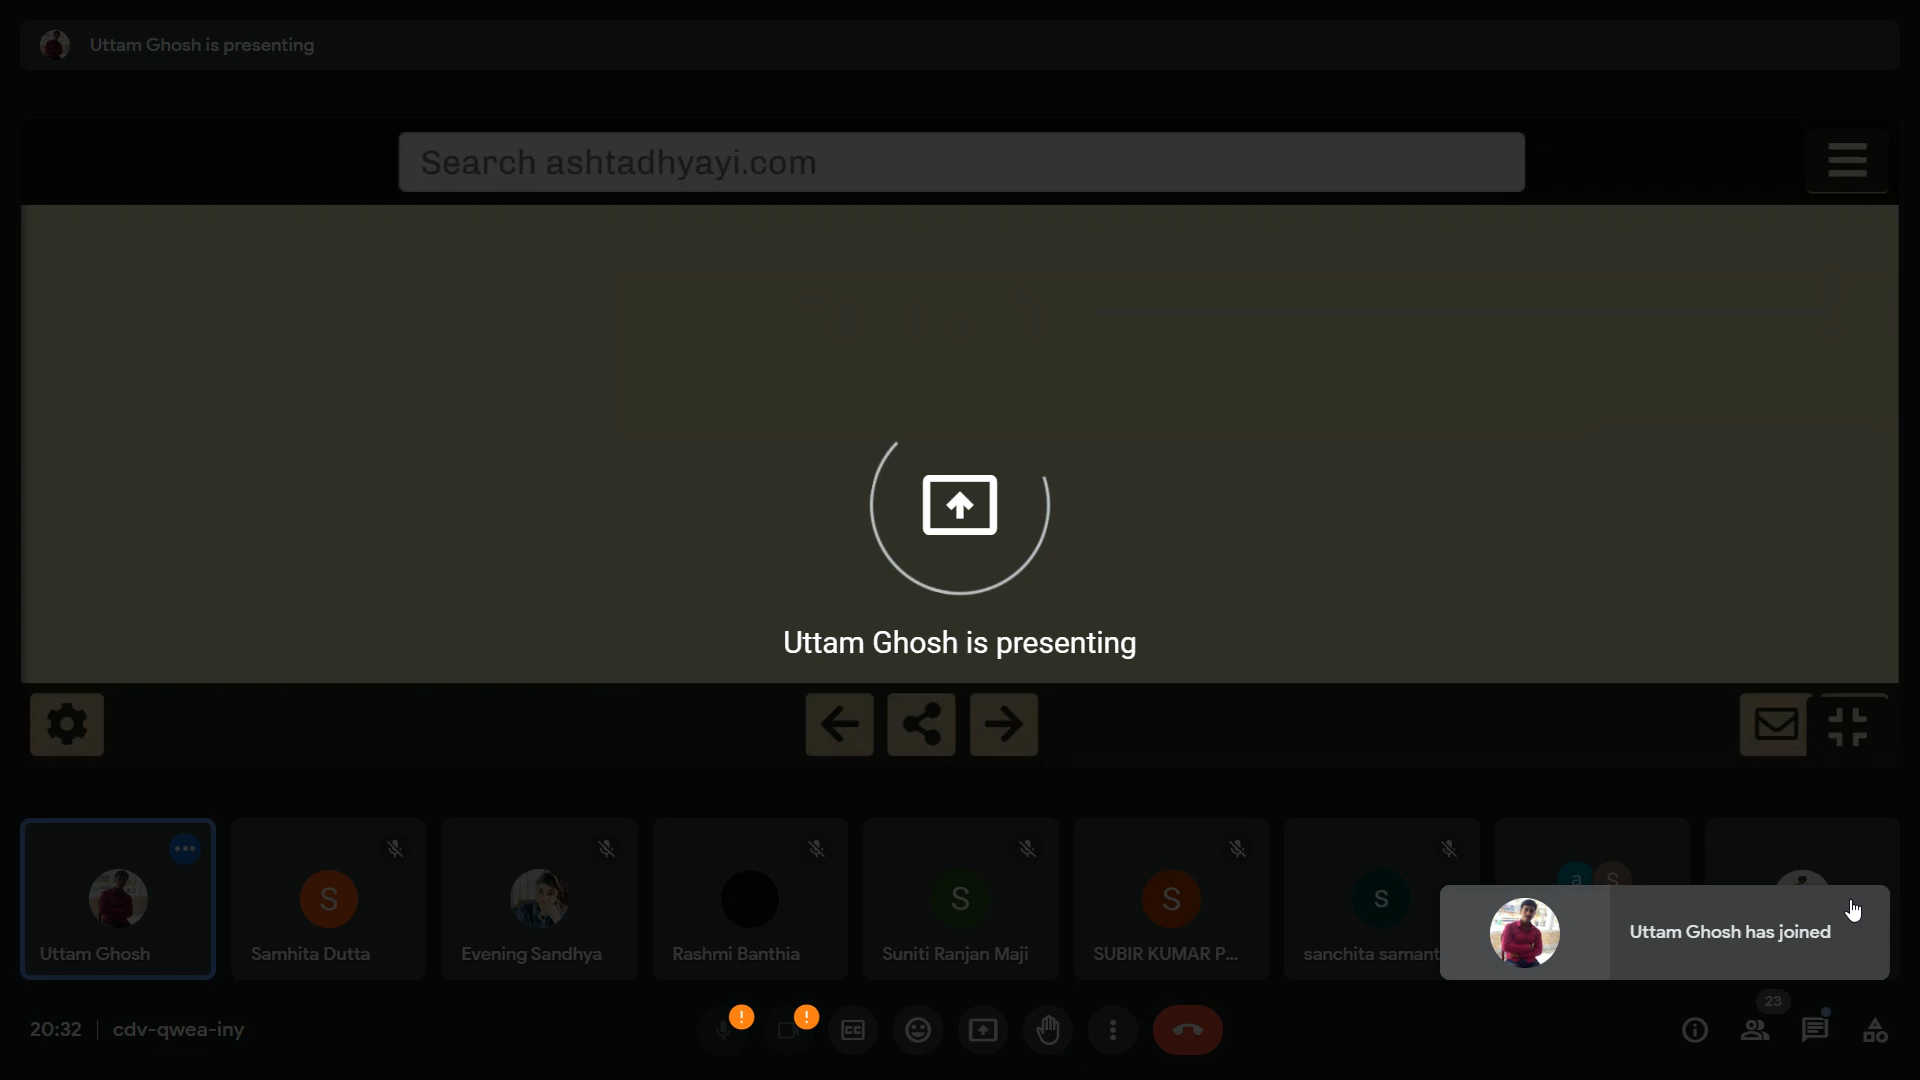 Uttam Ghosh is presenting
Search ashtadhyayi.com
Uttam Ghosh is presenting
Uttam Ghosh
S
Samhita Dutta
Evening Sandhya
Rashmi Banthia
S
Suniti Ranjan Maji
S
SUBIR KUMAR P...
s
sanchita samant
a S
Uttam Ghosh has joined
20:32 | cdv-qwea-iny
23